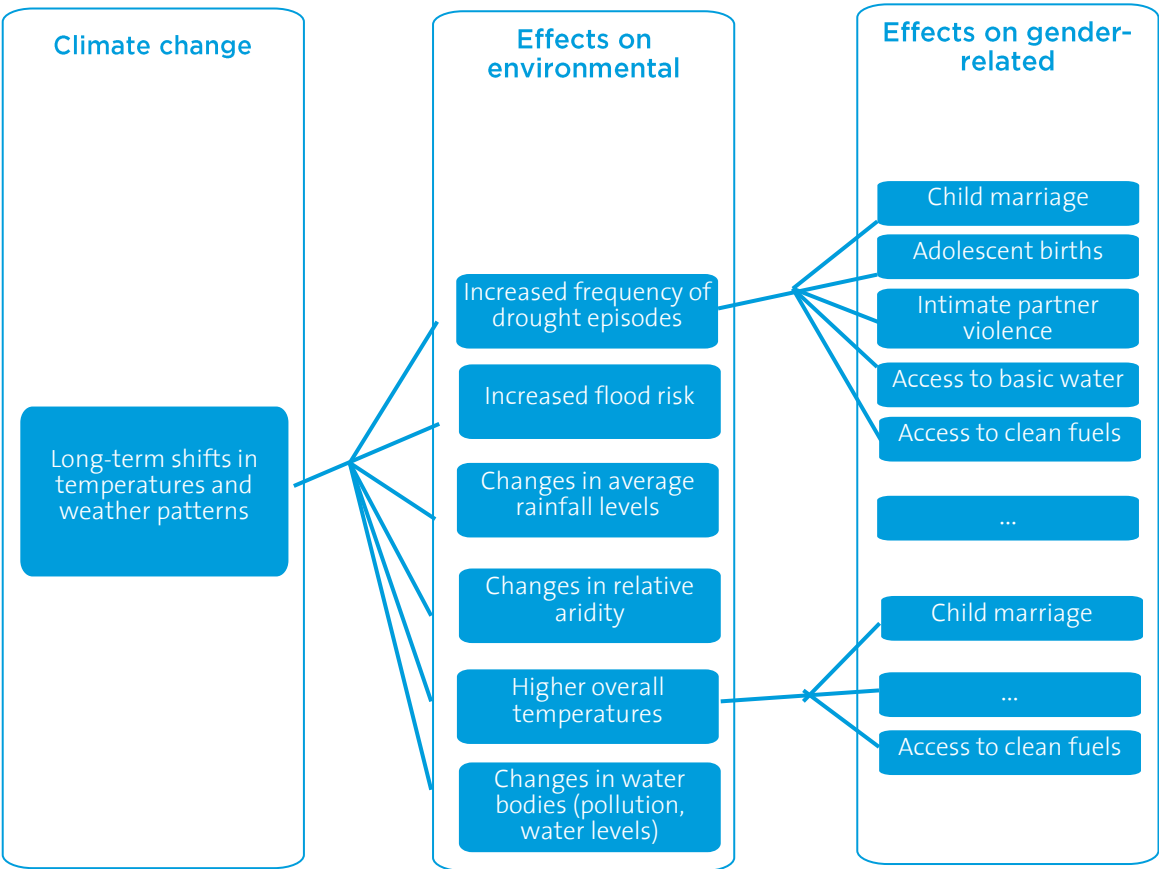 Climate change
Long-term shifts in
temperatures and
weather patterns
Effects on
environmental
Increased frequency of
drought episodes
Increased flood risk
Changes in average
rainfall levels
Changes in relative
aridity
Higher overall
temperatures
Changes in water
bodies (pollution,
water levels)
Effects on gender-
related
Child marriage
Adolescent births
Intimate partner
violence
Access to basic water
Access to clean fuels
...
Child marriage
...
Access to clean fuels